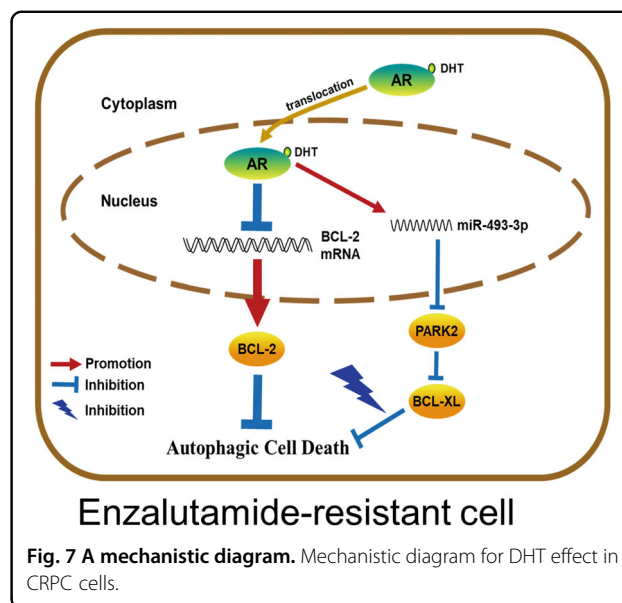 DHT
AR
Cytoplasm
translocation
DHT
AR
Nucleus
miR-493-3p
BCL-2
mRNA
PARK2
BCL-2
Promotion
Inhibition
BCL-XL
Inhibition
Autophagic Cell Death
Enzalutamide-resistant cell
Fig. 7 A mechanistic diagram. Mechanistic diagram for DHT effect in
CRPC cells.